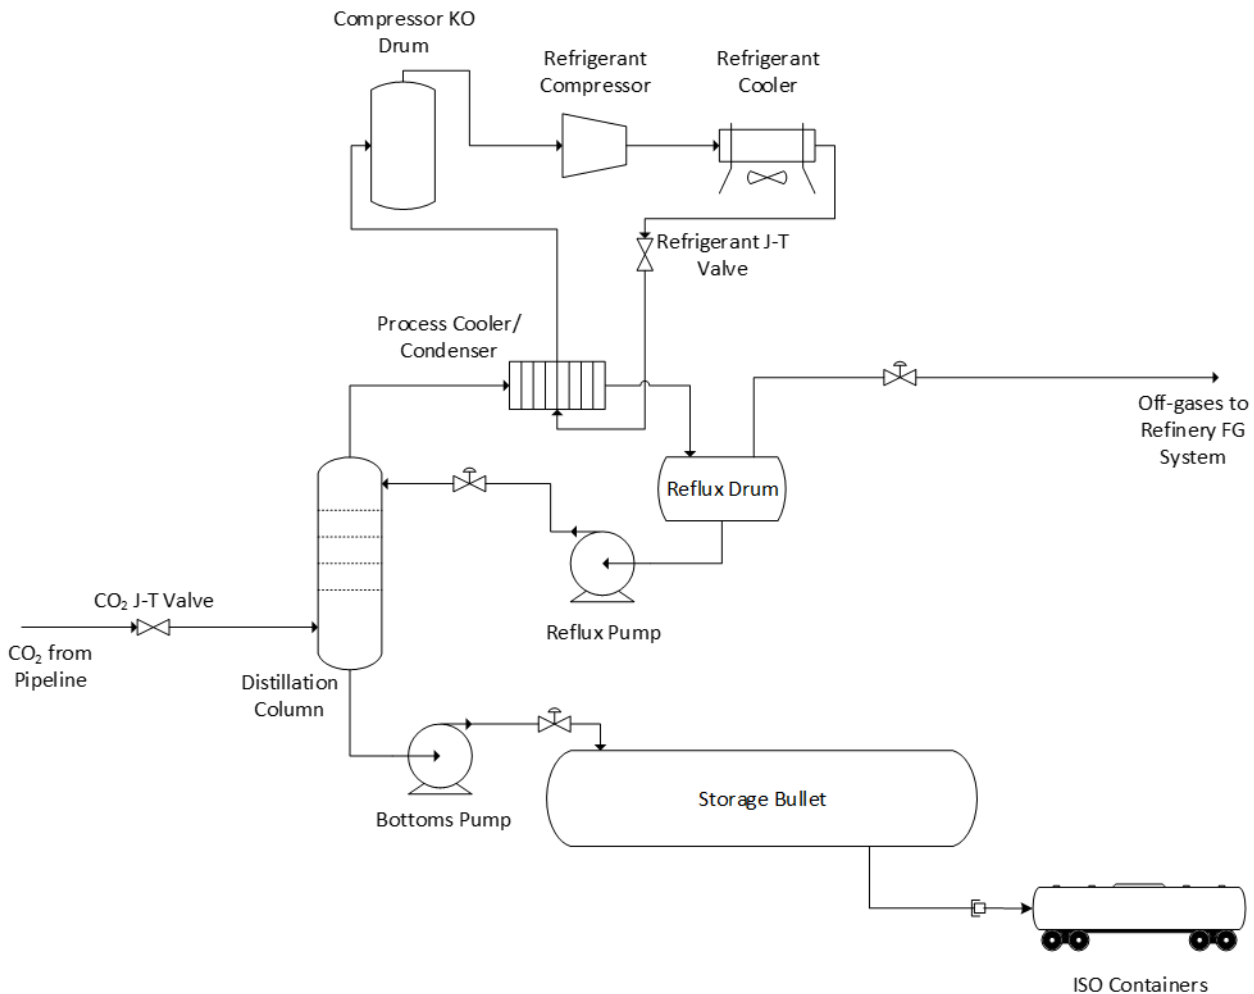 Compressor KO
Drum
Refrigerant
Compressor
Refrigerant
Cooler
Refrigerant J-T
Valve
Process Cooler/
Condenser
Off-gases to
Refinery FG
System
Reflux Drum
CO₂ J-T Valve
Reflux Pump
CO₂ from
Pipeline
Distillation
Column
Storage Bullet
Bottoms Pump
ISO Containers